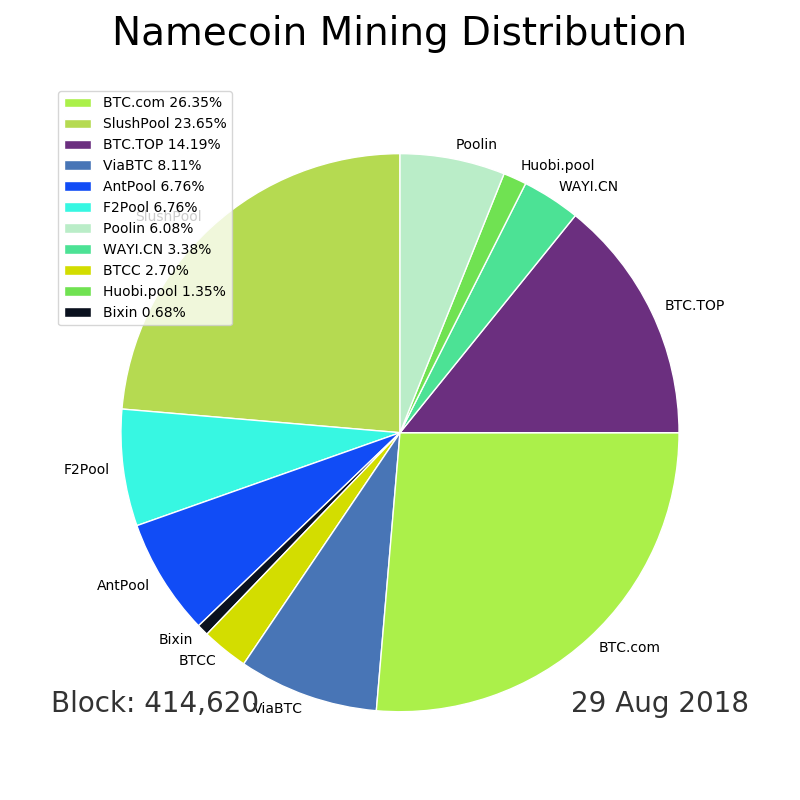 Namecoin Mining Distribution
BTC.com 26.35%
SlushPool 23.65%
BTC.TOP 14.19%
ViaBTC 8.11%
AntPool 6.76%
F2Pool 6.76%
Poolin 6.08%
WAYI.CN 3.38%
BTCC 2.70%
Huobi.pool 1.35%
Bixin 0.68%
Poolin
Huobi.pool
WAYI.CN
SlushPool
BTC.TOP
F2Pool
AntPool
Bixin
BTCC
BTC.com
ViaBTC
Block: 414,620
29 Aug 2018